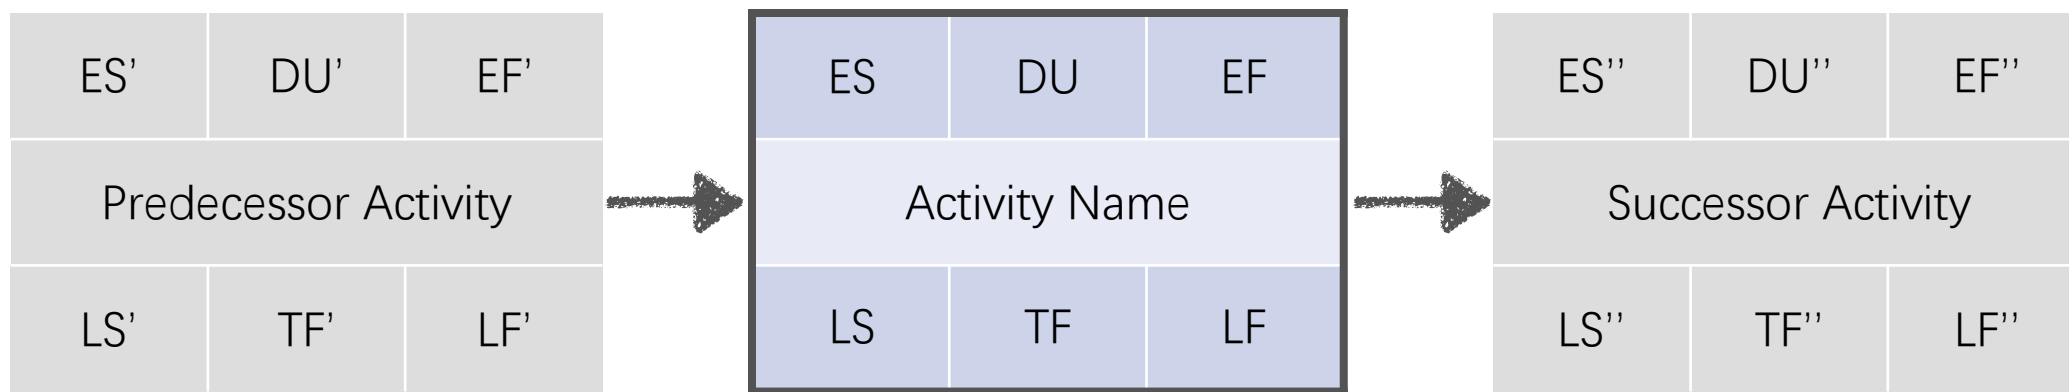 ES’ DU’ EF’ ES DU EF ES’’ DU’’ EF’’
Predecessor Activity Activity Name Successor Activity
LS’ TF’ LF’ LS TF LF LS’’ TF’’ LF’’